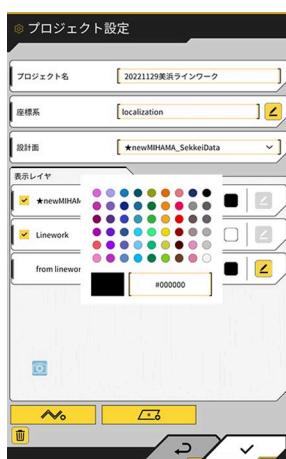 プロジェクト設定
プロジェクト名
20221129美浜ラインワーク
座標系
localization
設計面
★newMIHAMA_SekkeiData
表示レイヤ
★newMIHAM
Linework
from linewor
#000000